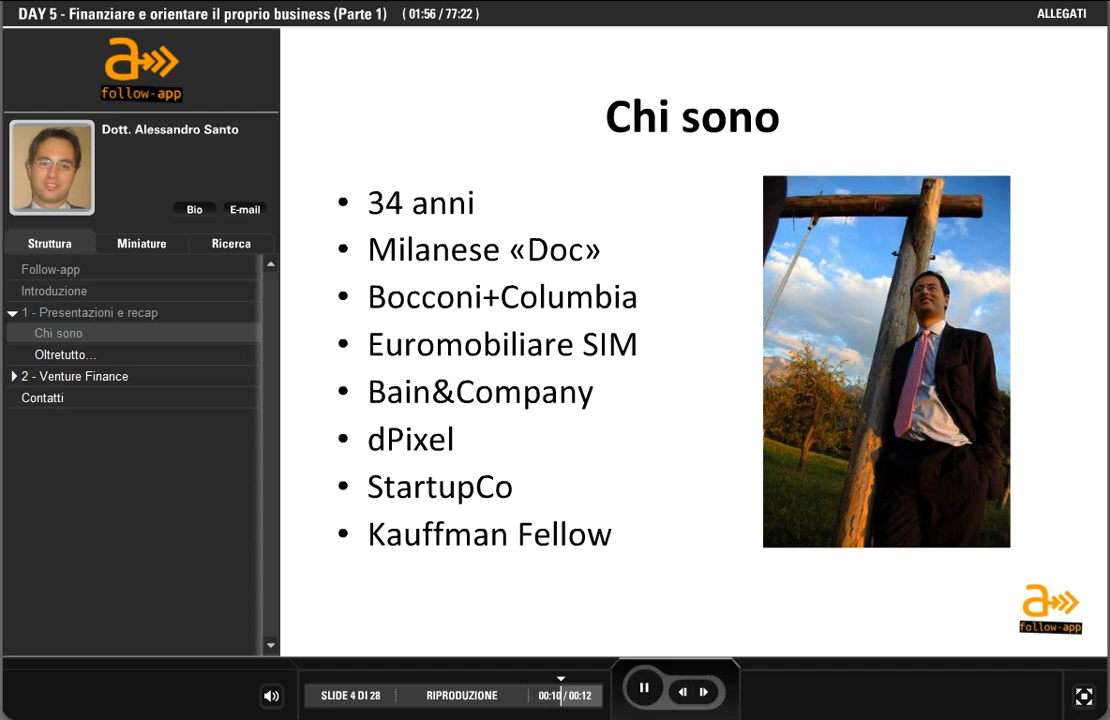 DAY 5 - Finanziare e orientare il proprio business (Parte 1) ( 01:56 / 77:22 )
ALLEGATI
a
follow-app
Dott. Alessandro Santo
Bio
E-mail
Struttura
Miniature
Ricerca
Follow-app
Introduzione
1 - Presentazioni e recap
Chi sono
Oltretutto...
2 - Venture Finance
Contatti
Chi sono
• 34 anni
• Milanese «Doc»
• Bocconi+Columbia
• Euromobiliare SIM
• Bain&Company
• dPixel
• StartupCo
• Kauffman Fellow
a
follow-app
SLIDE 4 DI 28
RIPRODUZIONE
00:10 / 00:12